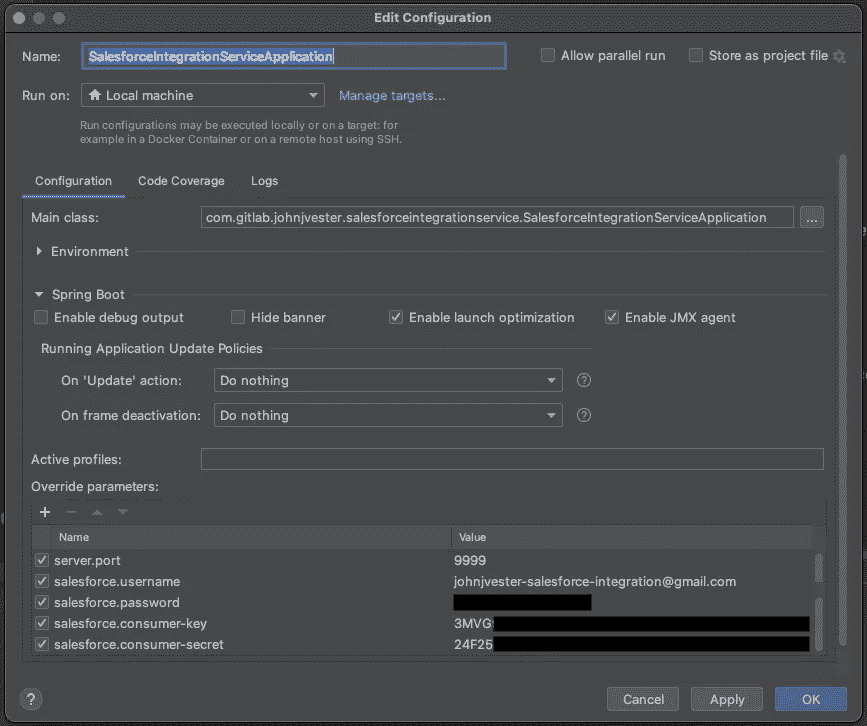 Edit Configuration
Name: SalesforceIntegrationServiceApplication Allow parallel run Store as project file
Run on: Local machine Manage targets...
Run configurations may be executed locally or on a target: for
example in a Docker Container or on a remote host using SSH.
Configuration Code Coverage Logs
Main class: com.gitlab.johnjvester.salesforceintegrationservice.SalesforceIntegrationServiceApplication ...
Environment
Spring Boot
Enable debug output Hide banner Enable launch optimization Enable JMX agent
Running Application Update Policies
On 'Update' action: Do nothing ?
On frame deactivation: Do nothing ?
Active profiles:
Override parameters:
Name Value
server.port 9999
salesforce.username johnjvester-salesforce-integration@gmail.com
salesforce.password
salesforce.consumer-key 3MVG
salesforce.consumer-secret 24F25
? Cancel Apply OK